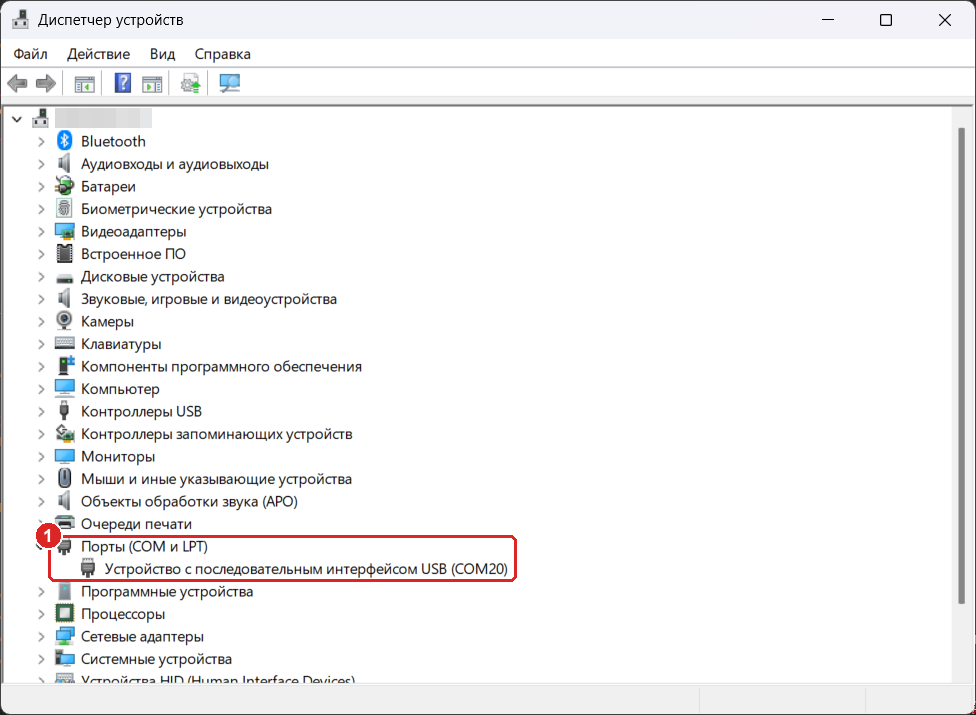 Диспетчер устройств
Файл Действие Вид Справка
?
Bluetooth
Аудиовходы и аудиовыходы
Батареи
Биометрические устройства
Видеоадаптеры
Встроенное ПО
Дисковые устройства
Звуковые, игровые и видеоустройства
Камеры
Клавиатуры
Компоненты программного обеспечения
Компьютер
Контроллеры USB
Контроллеры запоминающих устройств
Мониторы
Мыши и иные указывающие устройства
Объекты обработки звука (APO)
Очереди печати
1
Порты (COM и LPT)
Устройство с последовательным интерфейсом USB (COM20)
Программные устройства
Процессоры
Сетевые адаптеры
Системные устройства
Устройства HID (Human Interface Devices)